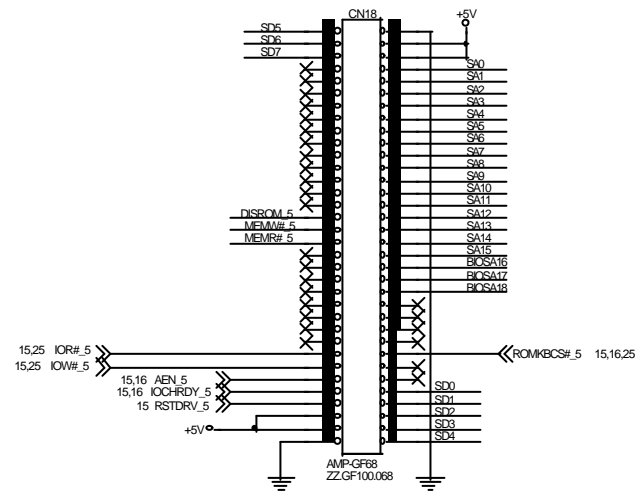 CN18
+5V
SD5
SD6
SD7
SA0
SA1
SA2
SA3
SA4
SA5
SA6
SA7
SA8
SA9
SA10
SA11
DISROM_5
SA12
MEMW#_5
SA13
MEMR#_5
SA14
SA15
BIOSA16
BIOSA17
BIOSA18
15,25 IOR#_5
ROMKBCS#_5 15,16,25
15,25 IOW#_5
15,16 AEN_5
SD0
15,16 IOCHRDY_5
SD1
15 RSTDRV_5
SD2
+5V
SD3
SD4
AMP-GF68
ZZ.GF100.068